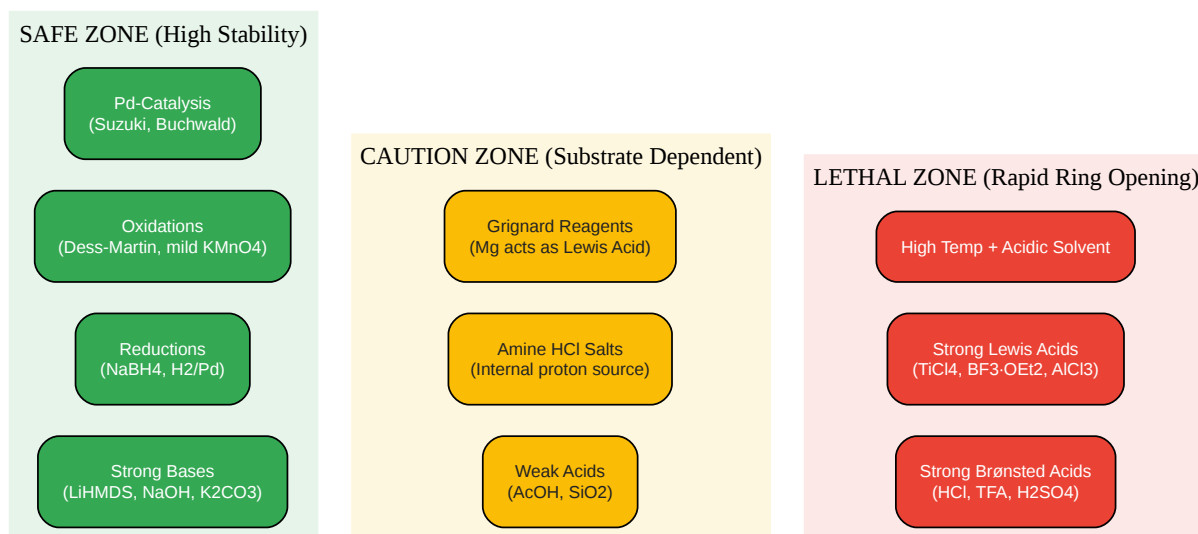 SAFE ZONE (High Stability)
Pd-Catalysis
(Suzuki, Buchwald)
Oxidations
(Dess-Martin, mild KMnO4)
Reductions
(NaBH4, H2/Pd)
Strong Bases
(LiHMDS, NaOH, K2CO3)
CAUTION ZONE (Substrate Dependent)
Grignard Reagents
(Mg acts as Lewis Acid)
Amine HCl Salts
(Internal proton source)
Weak Acids
(AcOH, SiO2)
LETHAL ZONE (Rapid Ring Opening)
High Temp + Acidic Solvent
Strong Lewis Acids
(TiCl4, BF3·OEt2, AlCl3)
Strong Brønsted Acids
(HCl, TFA, H2SO4)